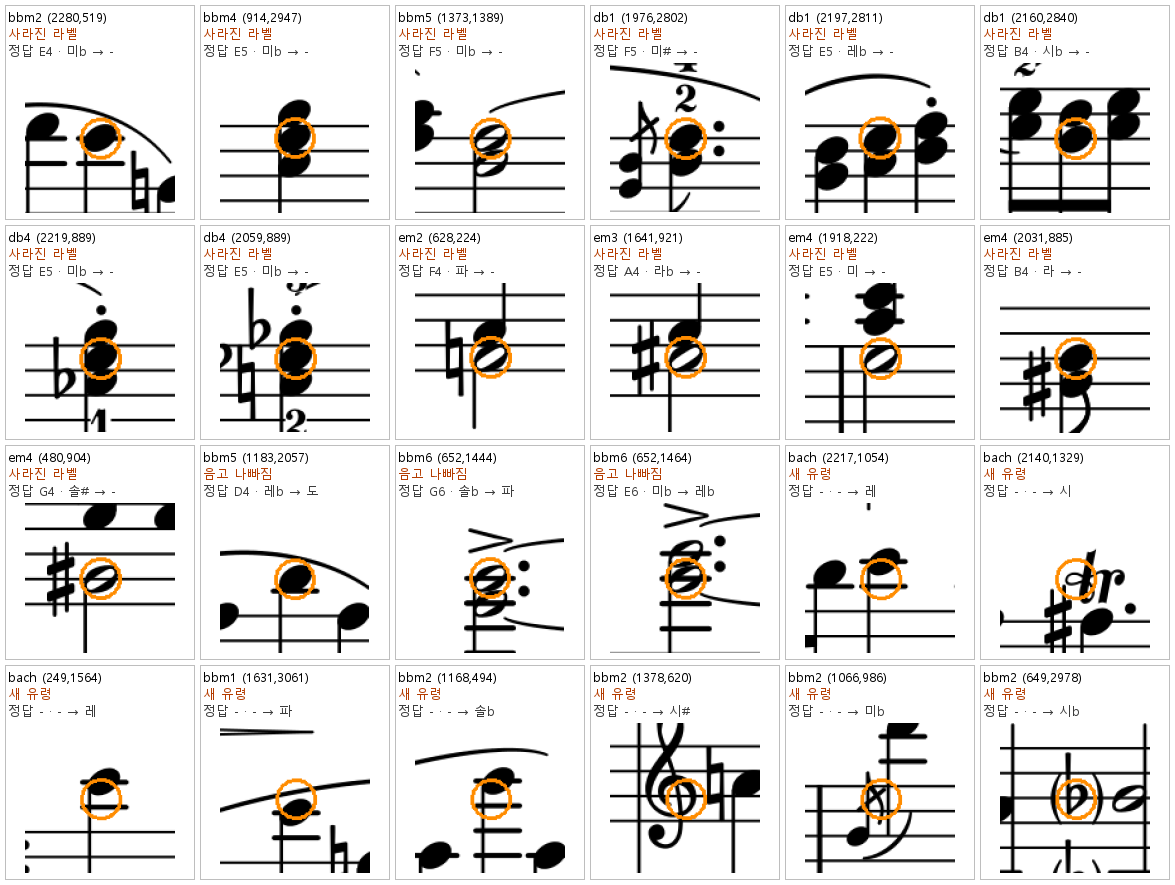 bbm2 (2280,519)
사라진 라벨
정답 E4 · 미b → -
bbm4 (914,2947)
사라진 라벨
정답 E5 · 미b → -
bbm5 (1373,1389)
사라진 라벨
정답 F5 · 미b → -
db1 (1976,2802)
사라진 라벨
정답 F5 · 미# → -
4
2
db1 (2197,2811)
사라진 라벨
정답 E5 · 레b → -
db1 (2160,2840)
사라진 라벨
정답 B4 · 시b → -
2
db4 (2219,889)
사라진 라벨
정답 E5 · 미b → -
1
db4 (2059,889)
사라진 라벨
정답 E5 · 미b → -
3
2
em2 (628,224)
사라진 라벨
정답 F4 · 파 → -
em3 (1641,921)
사라진 라벨
정답 A4 · 라b → -
em4 (1918,222)
사라진 라벨
정답 E5 · 미 → -
em4 (2031,885)
사라진 라벨
정답 B4 · 라 → -
em4 (480,904)
사라진 라벨
정답 G4 · 솔# → -
bbm5 (1183,2057)
음고 나빠짐
정답 D4 · 레b → 도
bbm6 (652,1444)
음고 나빠짐
정답 G6 · 솔b → 파
bbm6 (652,1464)
음고 나빠짐
정답 E6 · 미b → 레b
bach (2217,1054)
새 유령
정답 - · - → 레
bach (2140,1329)
새 유령
정답 - · - → 시
tr
bach (249,1564)
새 유령
정답 - · - → 레
bbm1 (1631,3061)
새 유령
정답 - · - → 파
bbm2 (1168,494)
새 유령
정답 - · - → 솔b
bbm2 (1378,620)
새 유령
정답 - · - → 시#
bbm2 (1066,986)
새 유령
정답 - · - → 미b
bbm2 (649,2978)
새 유령
정답 - · - → 시b